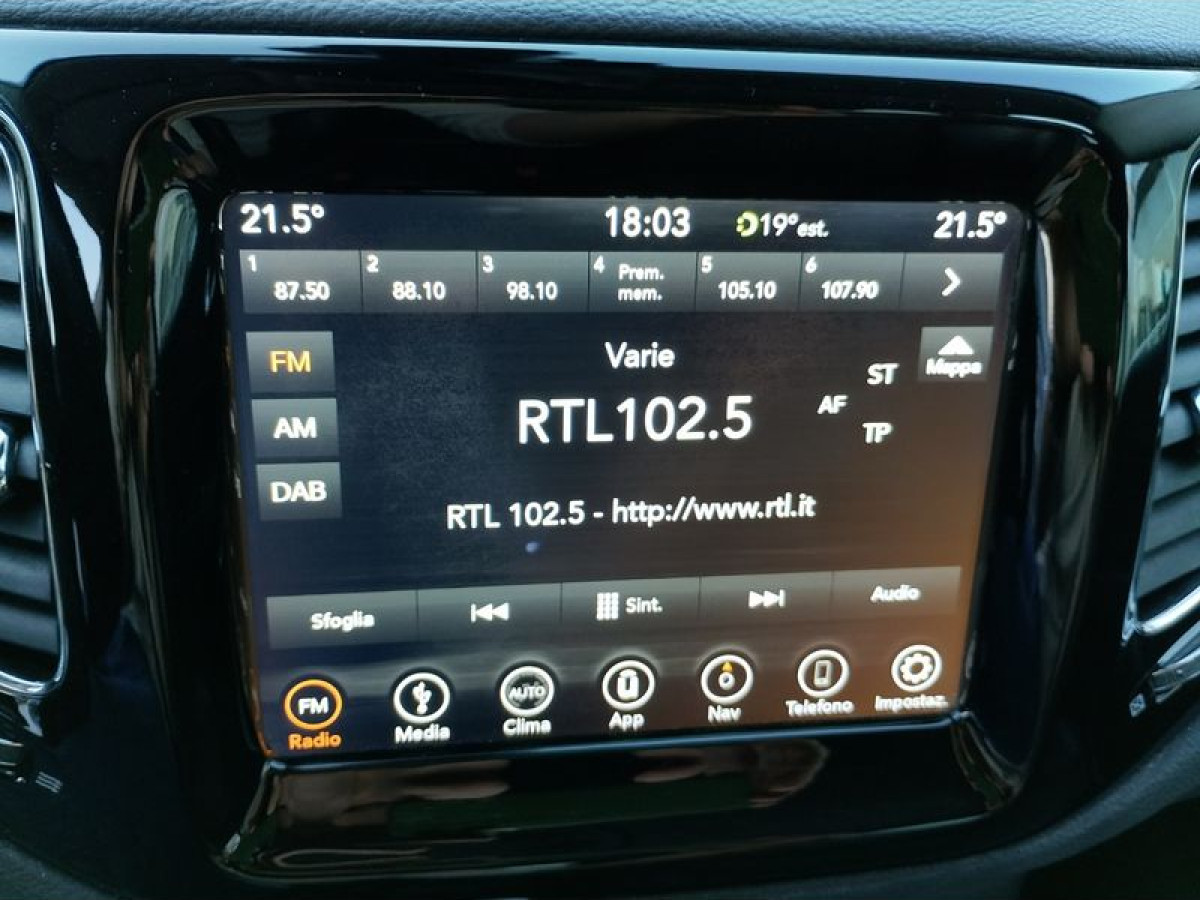 21.5° 18:03 19°est. 21.5°
1 87.50 2 88.10 3 98.10 4 Prem. mem. 5 105.10 6 107.90
FM Varie Mappa
ST
RTL102.5 AF
AM TP
DAB
RTL 102.5 - http://www.rtl.it
Sfoglia Sint. Audio
FM AUTO
Radio Media Clima App Nav Telefono Impostaz.